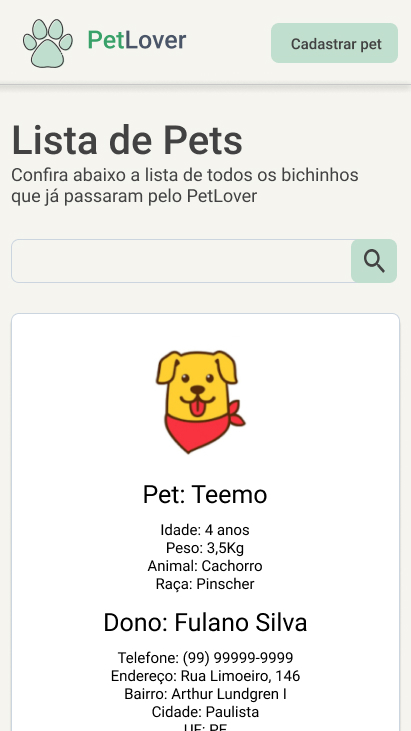 PetLover
Cadastrar pet
Lista de Pets
Confira abaixo a lista de todos os bichinhos
que já passaram pelo PetLover
Pet: Teemo
Idade: 4 anos
Peso: 3,5Kg
Animal: Cachorro
Raça: Pinscher
Dono: Fulano Silva
Telefone: (99) 99999-9999
Endereço: Rua Limoeiro, 146
Bairro: Arthur Lundgren I
Cidade: Paulista
UF: PE